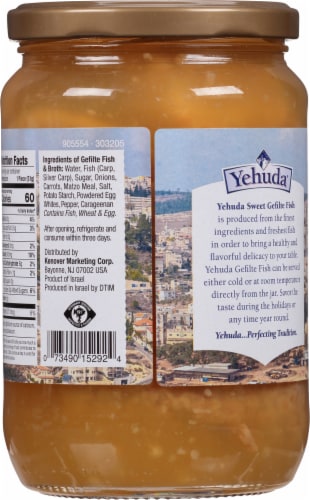 905554 - 303205
Nutrition Facts
60
Ingredients of Gefilte Fish
& Broth: Water, Fish (Carp,
Silver Carp), Sugar, Onions,
Carrots, Matzo Meal, Salt,
Potato Starch, Powdered Egg
Whites, Pepper, Carageenan
Contains Fish, Wheat & Egg.
After opening, refrigerate and
consume within three days.
Distributed by
Kenover Marketing Corp.
Bayonne, NJ 07002 USA
Product of Israel
Produced in Israel by DTIM
0 73490 15292 4
Yehuda®
Yehuda Sweet Gefilte Fish
is produced from the finest
ingredients and freshest fish
in order to bring a healthy and
flavorful delicacy to your table.
Yehuda Gefilte Fish can be served
either cold or at room temperature
directly from the jar. Savor the
taste during the holidays or
any time year round.
Yehuda...Perfecting Tradition.